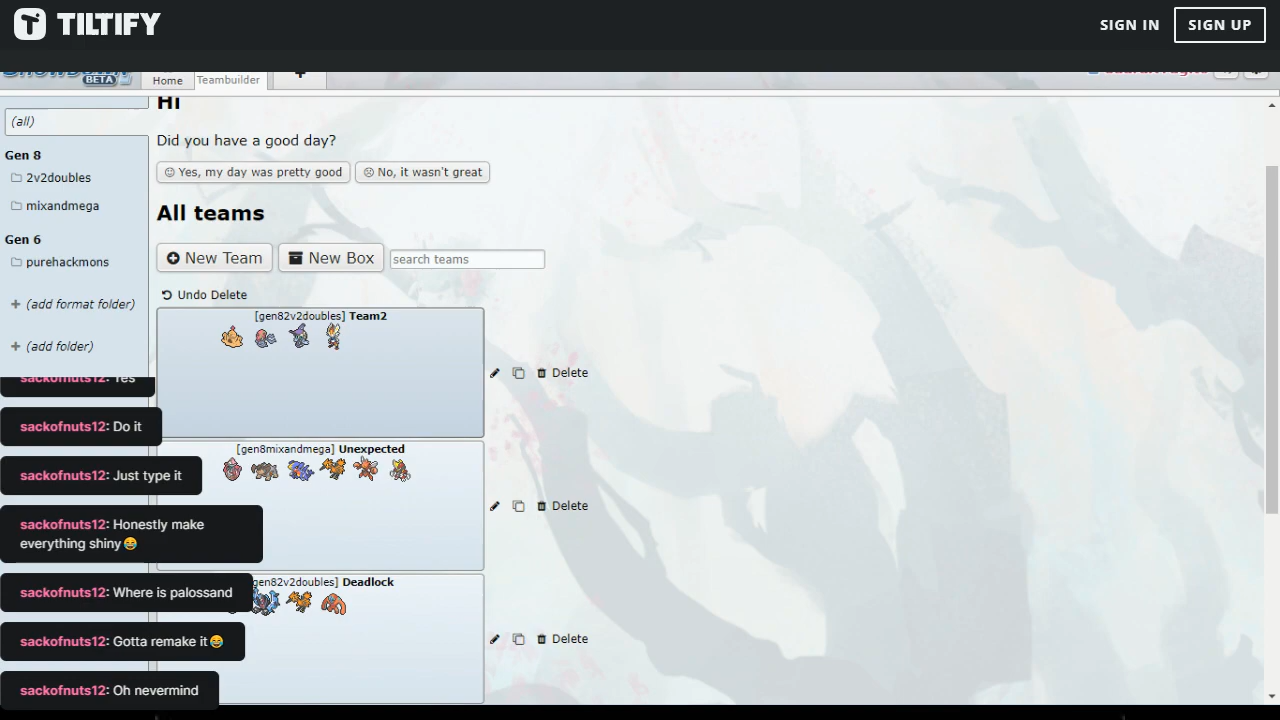 TILTIFY
SIGN IN
SIGN UP
BETA
Home
Teambuilder
+
(all)
Gen 8
2v2doubles
mixandmega
Gen 6
purehackmons
+ (add format folder)
+ (add folder)
Hi
Did you have a good day?
Yes, my day was pretty good
No, it wasn't great
All teams
New Team
New Box
search teams
Undo Delete
[gen82v2doubles] Team2
Delete
[gen8mixandmega] Unexpected
Delete
gen82v2doubles] Deadlock
Delete
sackofnuts12: Yes
sackofnuts12: Do it
sackofnuts12: Just type it
sackofnuts12: Honestly make
everything shiny😂
sackofnuts12: Where is palossand
sackofnuts12: Gotta remake it😂
sackofnuts12: Oh nevermind